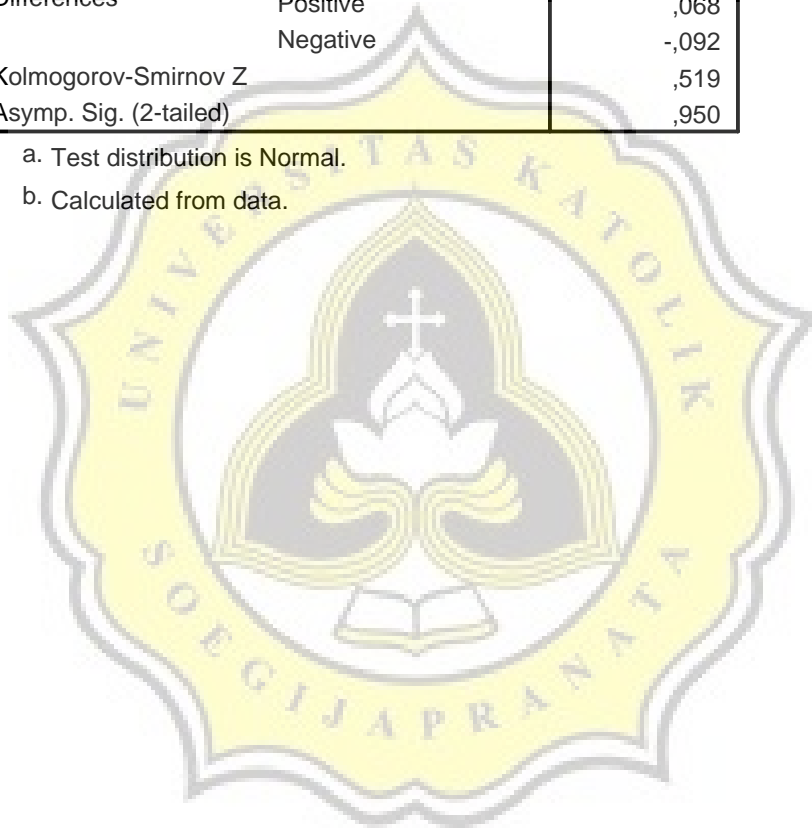 Differences Positive ,068
Negative -,092
Kolmogorov-Smirnov Z ,519
Asymp. Sig. (2-tailed) ,950
a. Test distribution is Normal.
b. Calculated from data.
UNIVERSITAS KATOLIK
SOEGIJAPRANATA